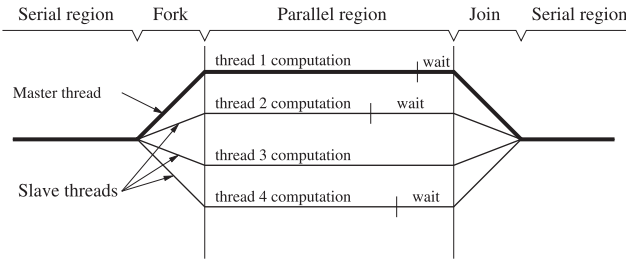 Serial region
Fork
Parallel region
Join
Serial region
thread 1 computation
wait
Master thread
thread 2 computation
wait
thread 3 computation
Slave threads
thread 4 computation
wait